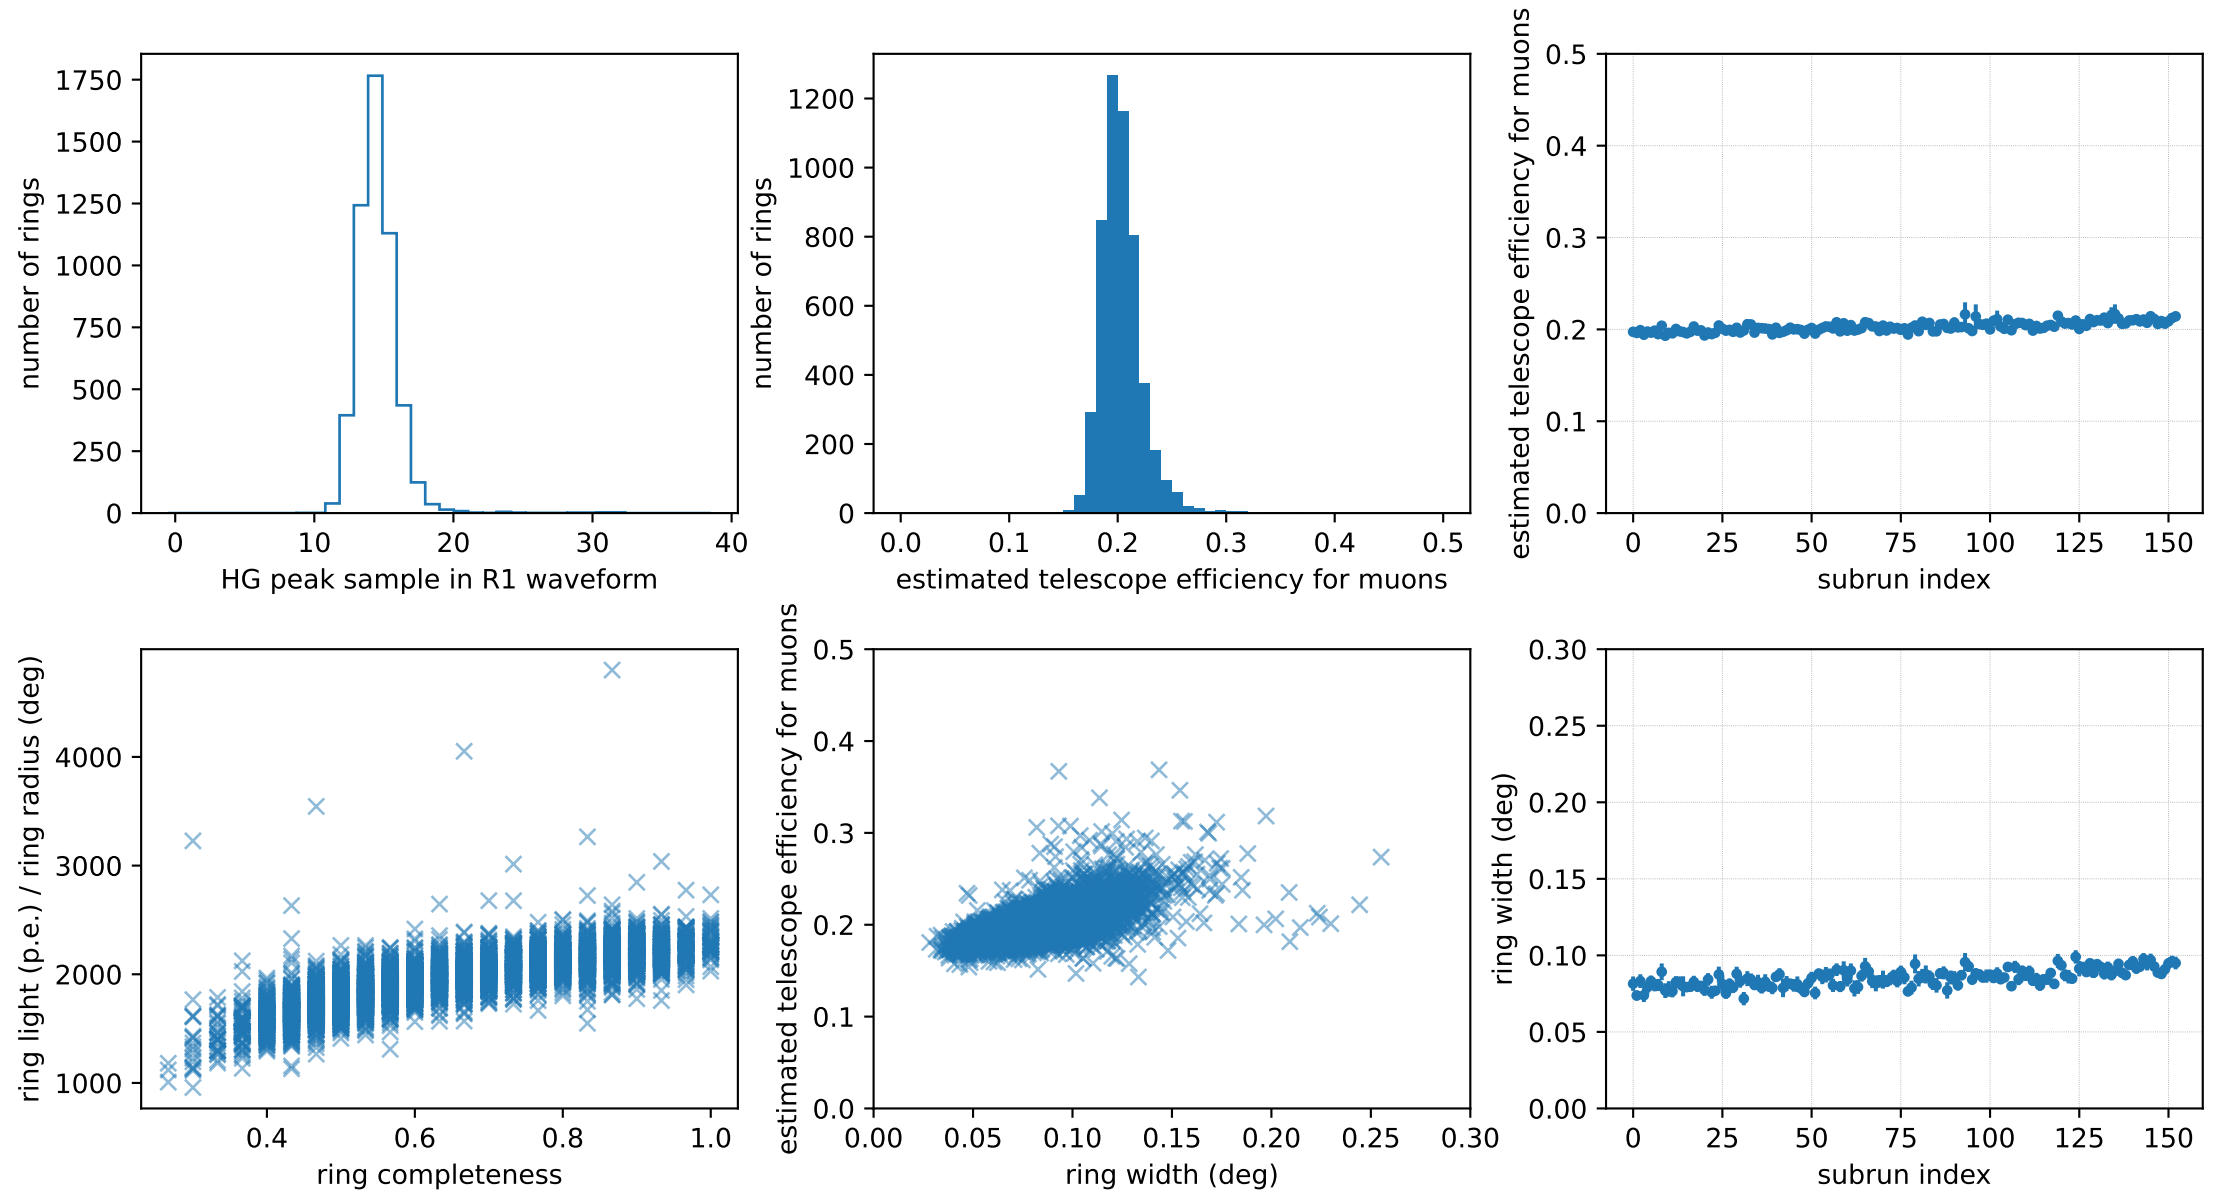 number of rings
1750
1500
1250
1000
750
500
250
0
0 10 20 30 40
HG peak sample in R1 waveform
number of rings
1200
1000
800
600
400
200
0
0.0 0.1 0.2 0.3 0.4 0.5
estimated telescope efficiency for muons
estimated telescope efficiency for muons
0.5
0.4
0.3
0.2
0.1
0.0
0 25 50 75 100 125 150
subrun index
ring light (p.e.) / ring radius (deg)
4000
3000
2000
1000
0.4 0.6 0.8 1.0
ring completeness
estimated telescope efficiency for muons
0.5
0.4
0.3
0.2
0.1
0.0
0.00 0.05 0.10 0.15 0.20 0.25 0.30
ring width (deg)
ring width (deg)
0.30
0.25
0.20
0.15
0.10
0.05
0.00
0 25 50 75 100 125 150
subrun index